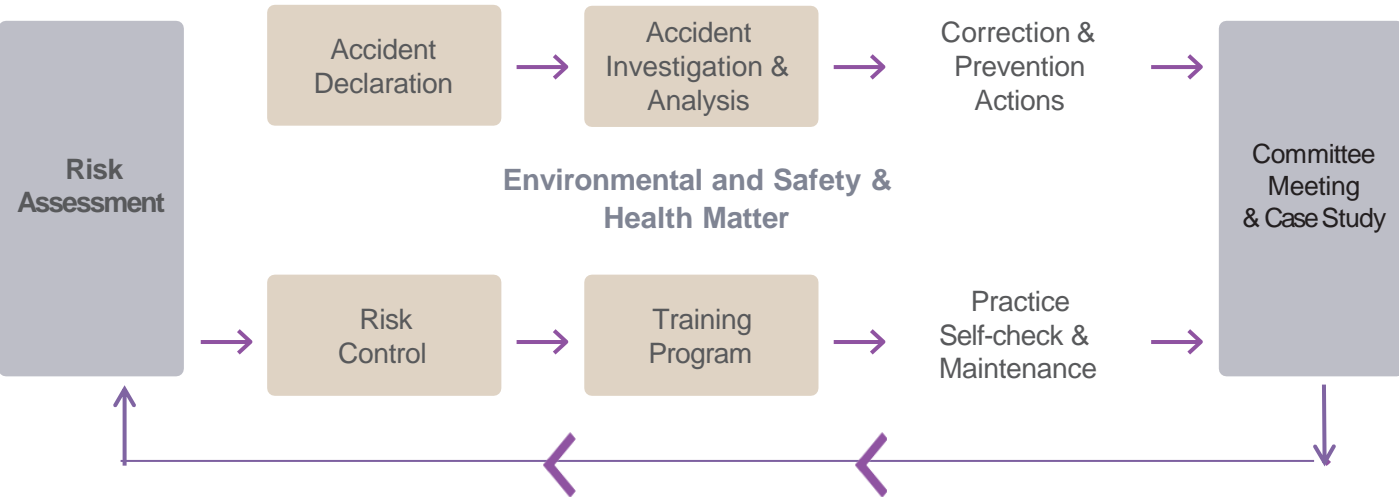 Risk
Assessment
Accident
Declaration
Accident
Investigation &
Analysis
Correction &
Prevention
Actions
Environmental and Safety &
Health Matter
Risk
Control
Training
Program
Practice
Self-check &
Maintenance
Committee
Meeting
& Case Study